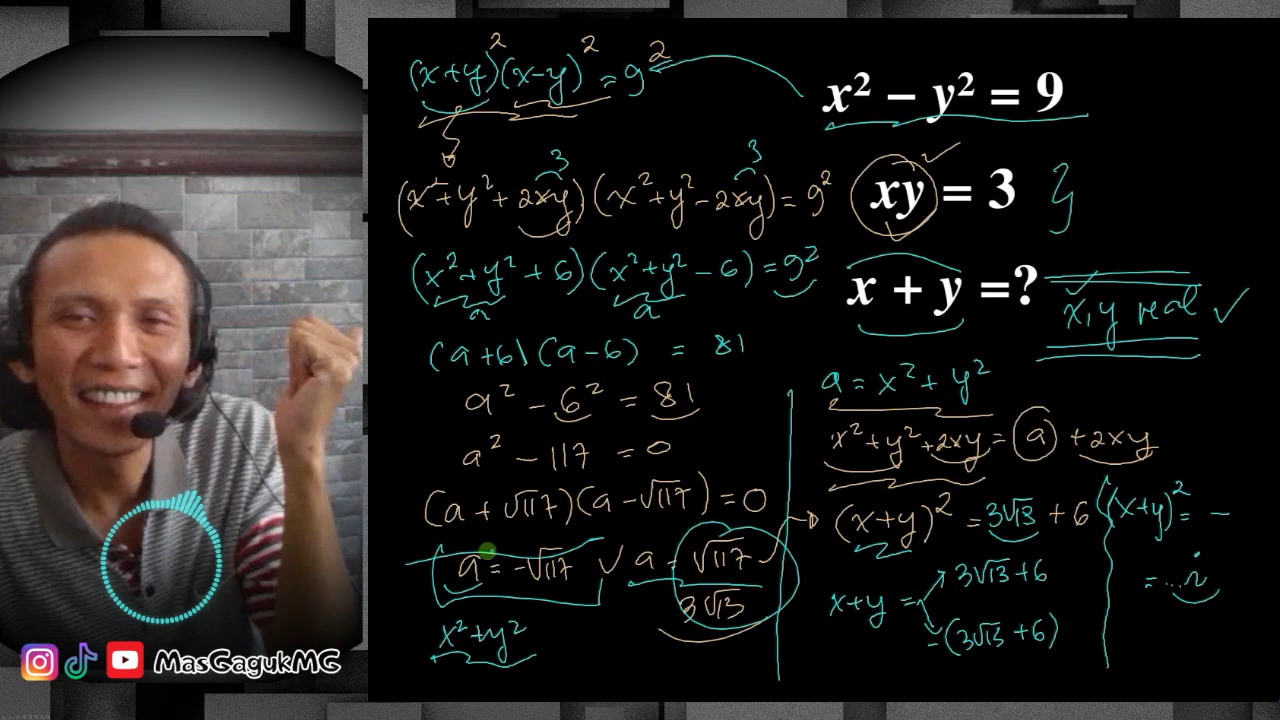 (x+y)²(x-y)² = 9²
x² − y² = 9
(x²+y²+2xy)(x²+y²-2xy) = 9²
3
3
xy = 3
(x²+y²+6)(x²+y²-6) = 9²
a
a
x + y =?
x,y real ✓
(a+6)(a-6) = 81
a² - 6² = 81
a² - 117 = 0
(a+√117)(a-√117) = 0
a = -√117 ✓ a = √117
3√13
x²+y²
a = x² + y²
x²+y²+2xy = a + 2xy
(x+y)² = 3√13 + 6
x+y =
3√13+6
-(3√13+6)
(x+y)² = -
= ...i
MasGagukMG